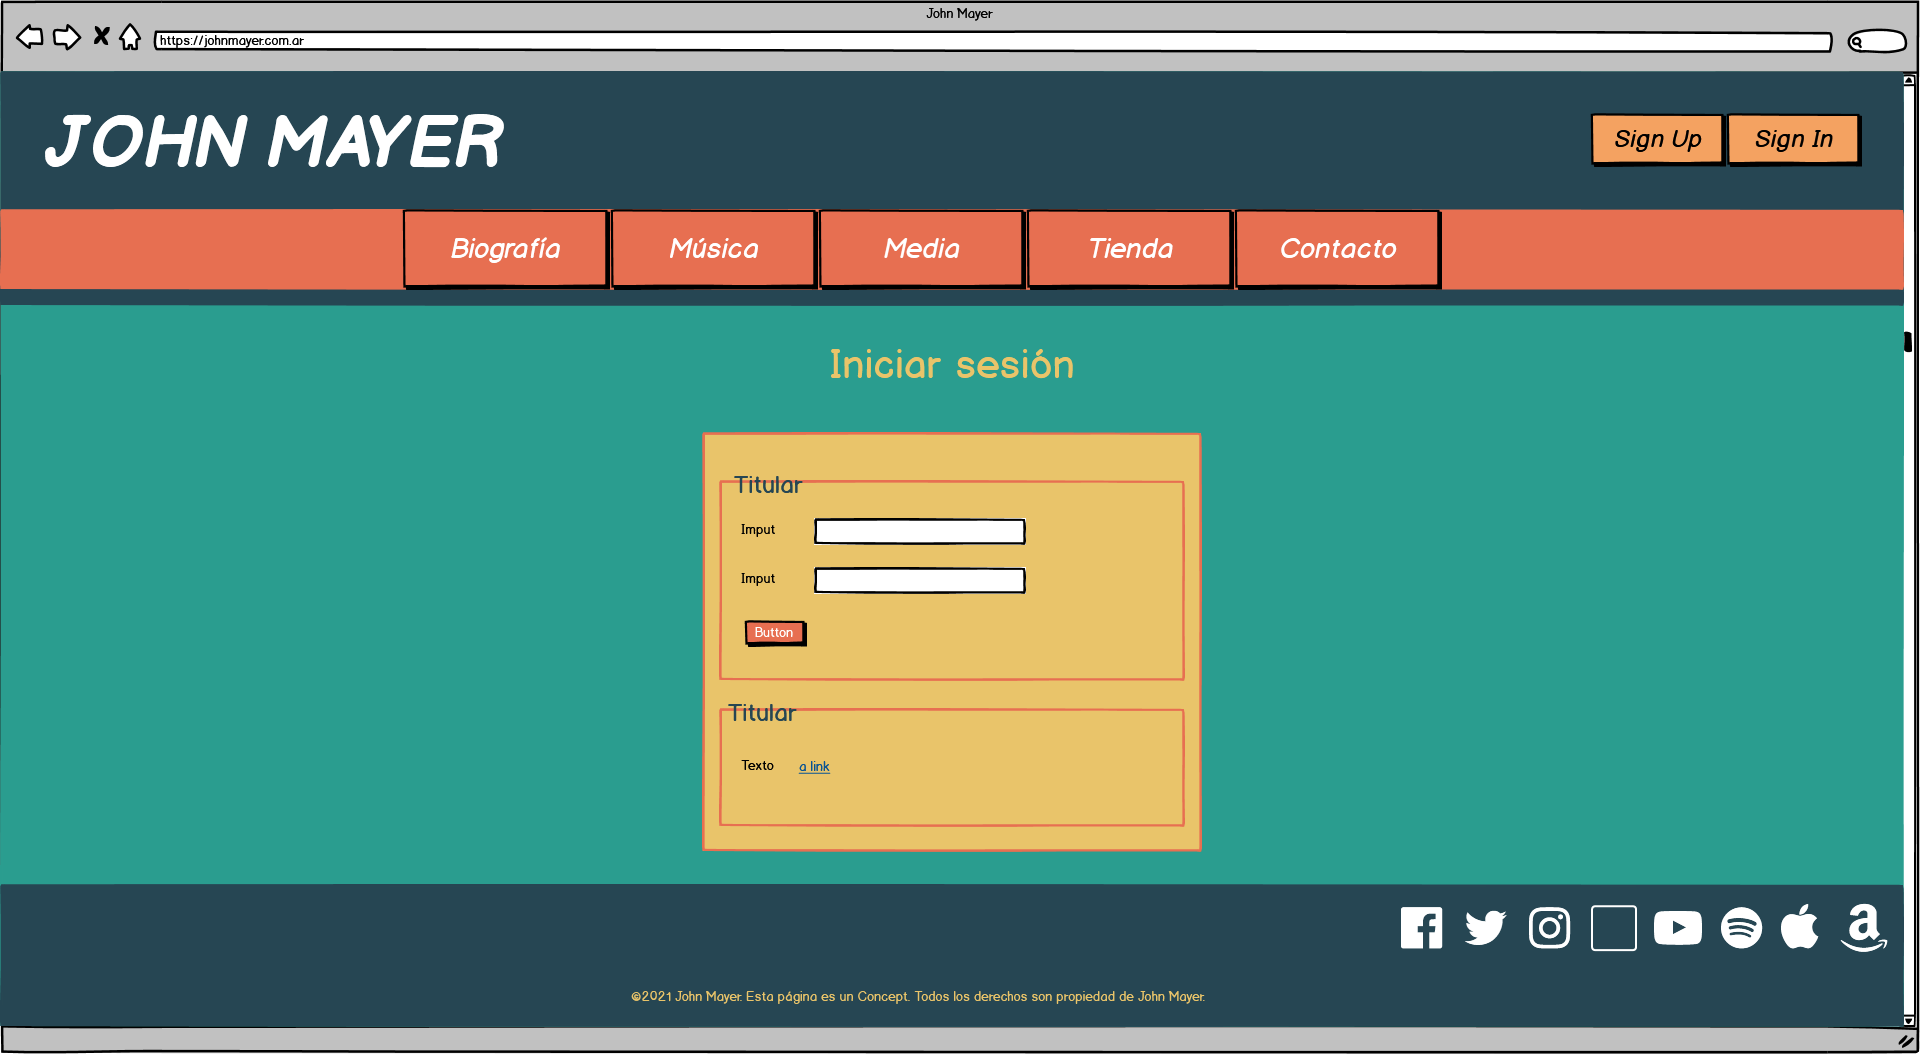 John Mayer
https://johnmayer.com.ar
JOHN MAYER
Sign Up
Sign In
Biografía
Música
Media
Tienda
Contacto
Iniciar sesión
Titular
Imput
Imput
Button
Titular
Texto a link
©2021 John Mayer. Esta página es un Concept. Todos los derechos son propiedad de John Mayer.